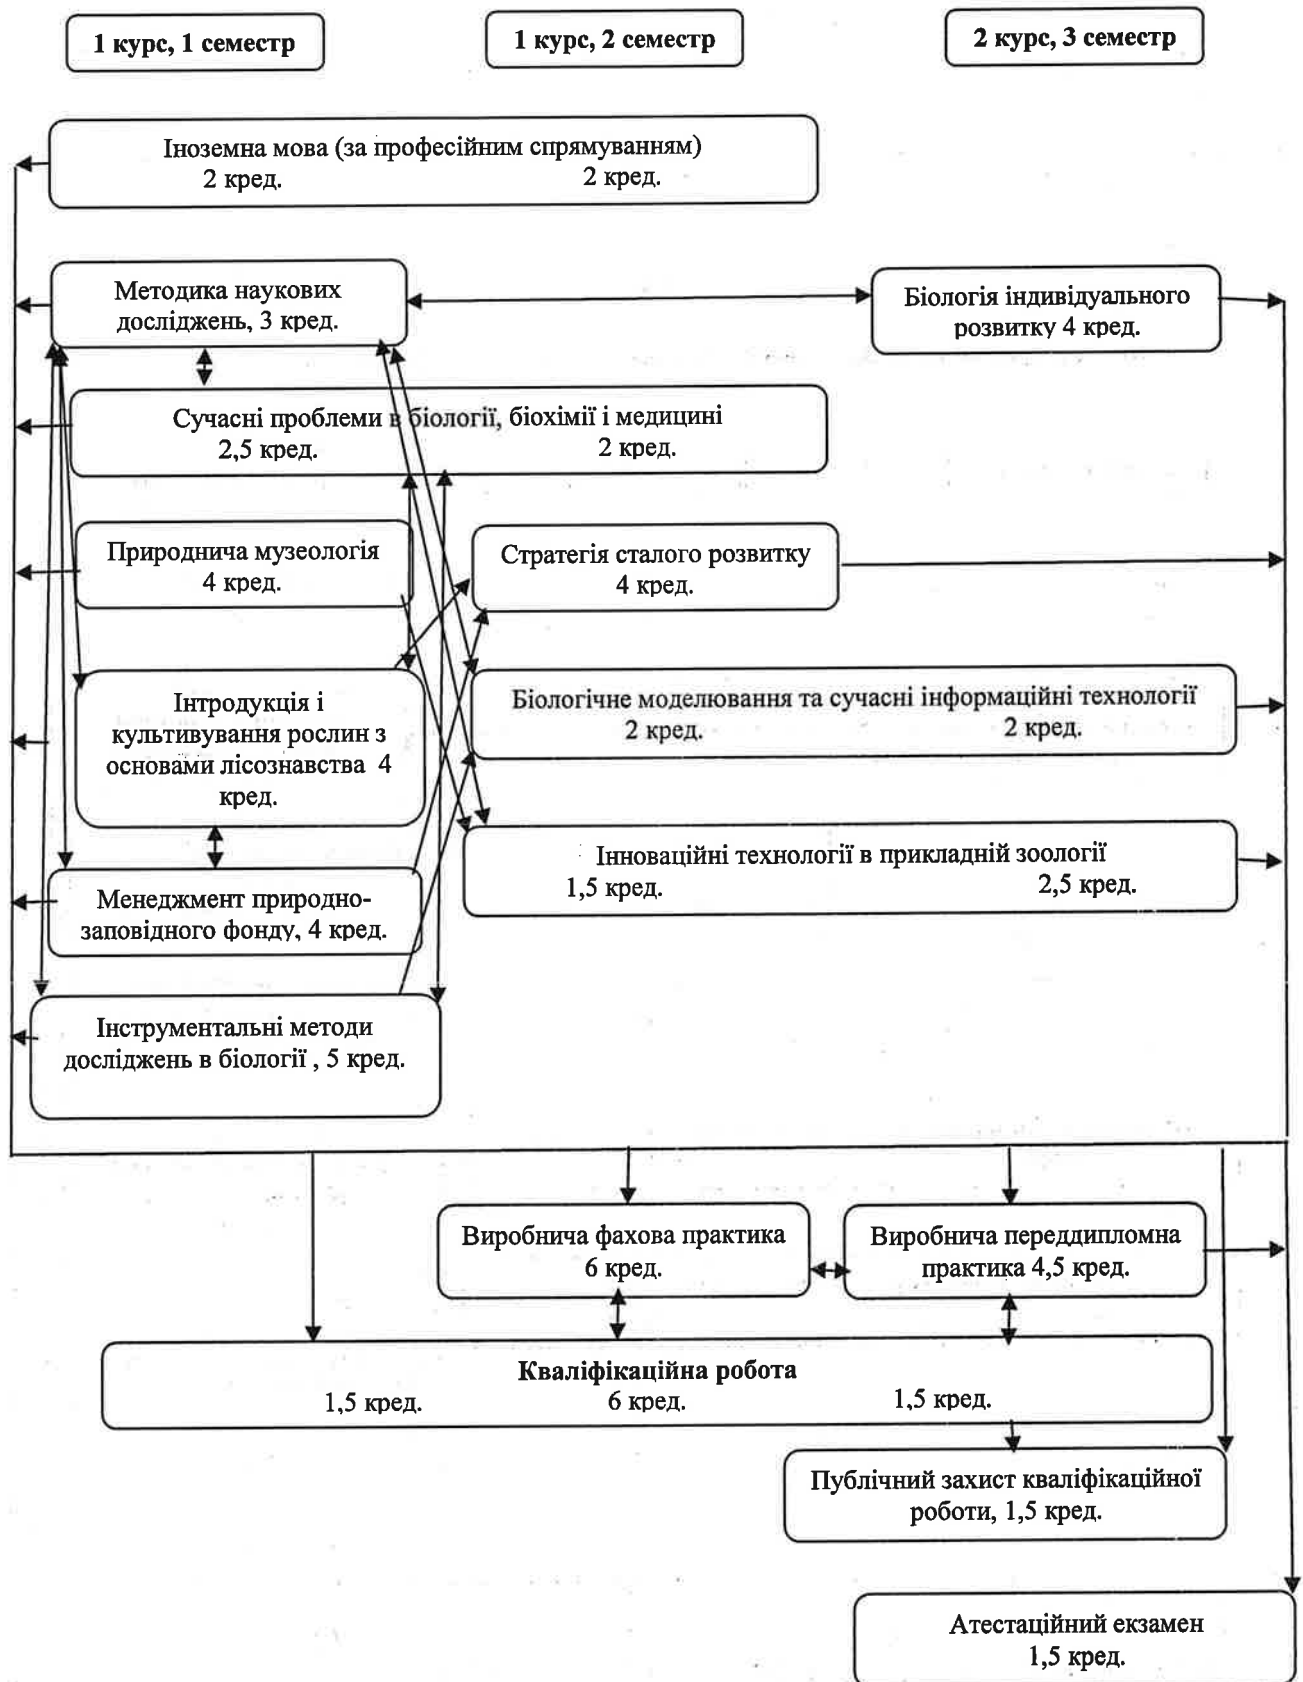 1 курс, 1 семестр
1 курс, 2 семестр
2 курс, 3 семестр
Іноземна мова (за професійним спрямуванням)
2 кред. 2 кред.
Методика наукових
досліджень, 3 кред.
Біологія індивідуального
розвитку 4 кред.
Сучасні проблеми в біології, біохімії і медицині
2,5 кред. 2 кред.
Природнича музеологія
4 кред.
Стратегія сталого розвитку
4 кред.
Інтродукція і
культивування рослин з
основами лісознавства 4
кред.
Біологічне моделювання та сучасні інформаційні технології
2 кред. 2 кред.
Інноваційні технології в прикладній зоології
1,5 кред. 2,5 кред.
Менеджмент природно-
заповідного фонду, 4 кред.
Інструментальні методи
досліджень в біології , 5 кред.
Виробнича фахова практика
6 кред.
Виробнича переддипломна
практика 4,5 кред.
Кваліфікаційна робота
1,5 кред. 6 кред. 1,5 кред.
Публічний захист кваліфікаційної
роботи, 1,5 кред.
Атестаційний екзамен
1,5 кред.